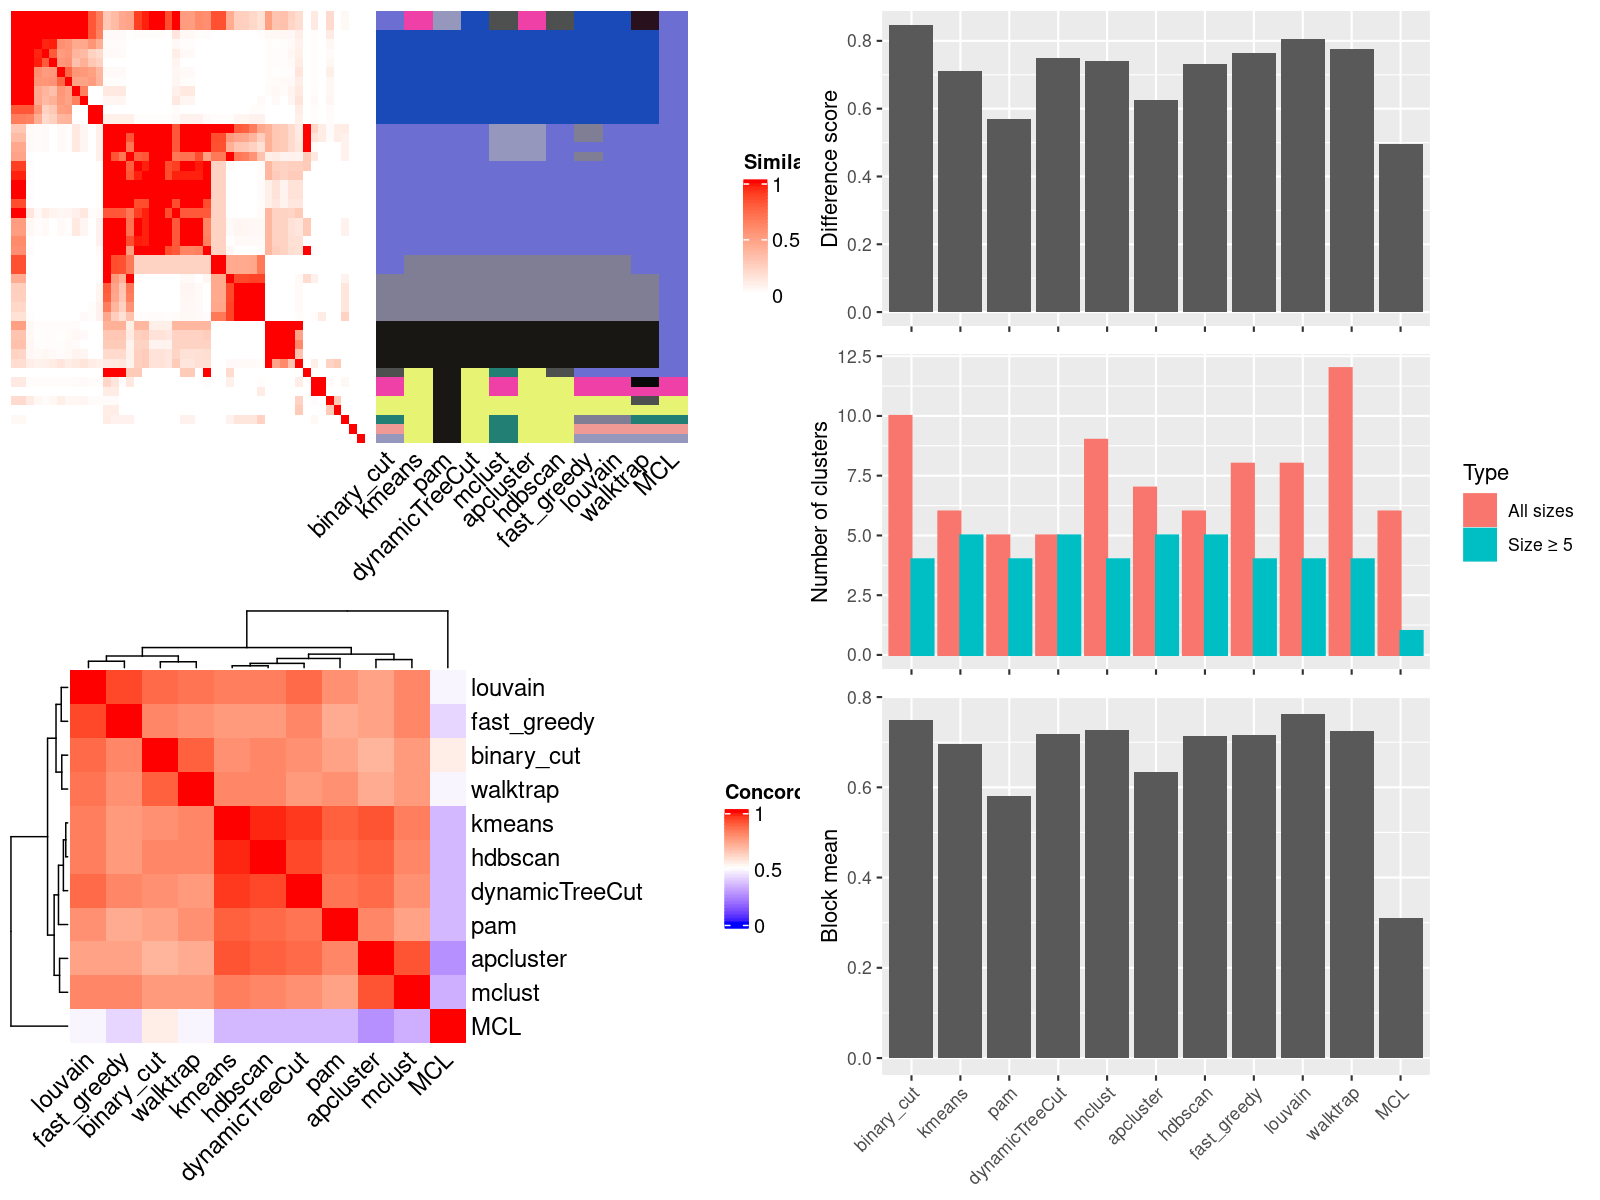 Simila
1
0.5
0
binary_cut
kmeans
pam
dynamicTreeCut
mclust
apcluster
hdbscan
fast_greedy
louvain
walktrap
MCL
louvain
fast_greedy
binary_cut
walktrap
kmeans
hdbscan
dynamicTreeCut
pam
apcluster
mclust
MCL
Concord
1
0.5
0
louvain
fast_greedy
binary_cut
walktrap
kmeans
hdbscan
dynamicTreeCut
pam
apcluster
mclust
MCL
Difference score
0.8
0.6
0.4
0.2
0.0
Number of clusters
12.5
10.0
7.5
5.0
2.5
0.0
Type
All sizes
Size ≥ 5
Block mean
0.8
0.6
0.4
0.2
0.0
binary_cut
kmeans
pam
dynamicTreeCut
mclust
apcluster
hdbscan
fast_greedy
louvain
walktrap
MCL